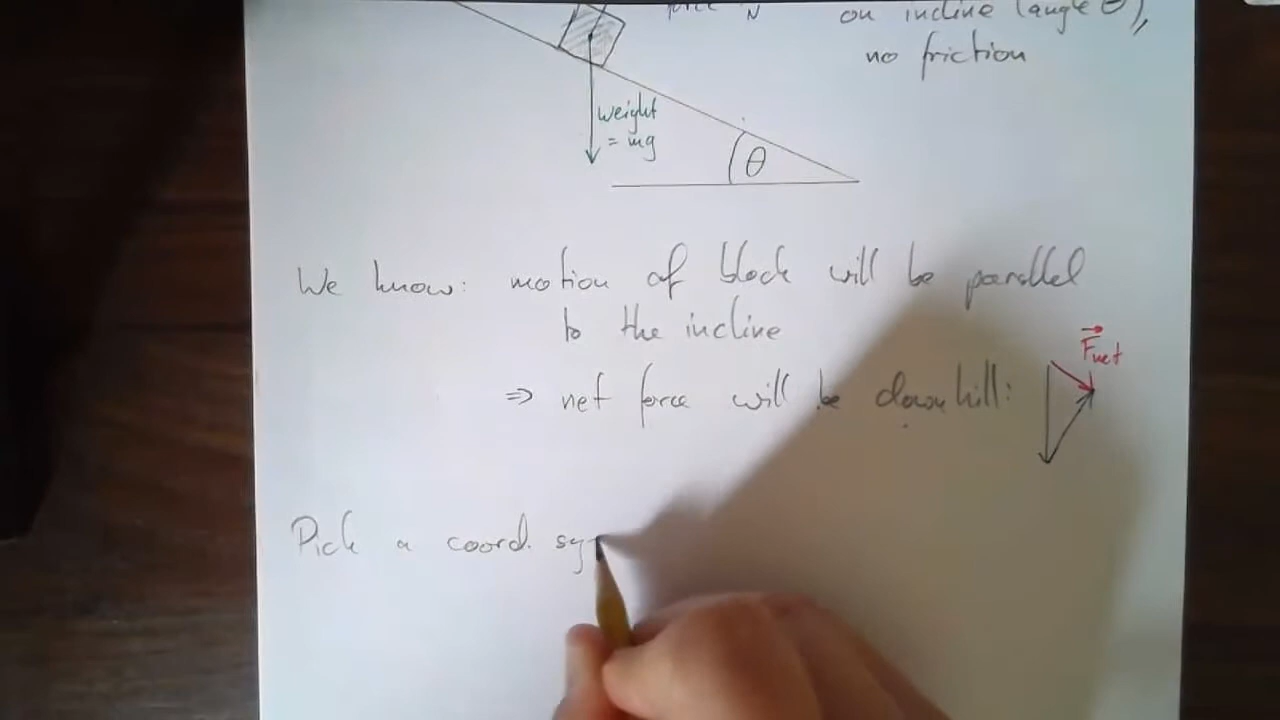 force N on incline (angle θ),
no friction
weight
= mg
θ
We know: motion of block will be parallel
to the incline
F net
⇒ net force will be downhill:
Pick a coord. sy